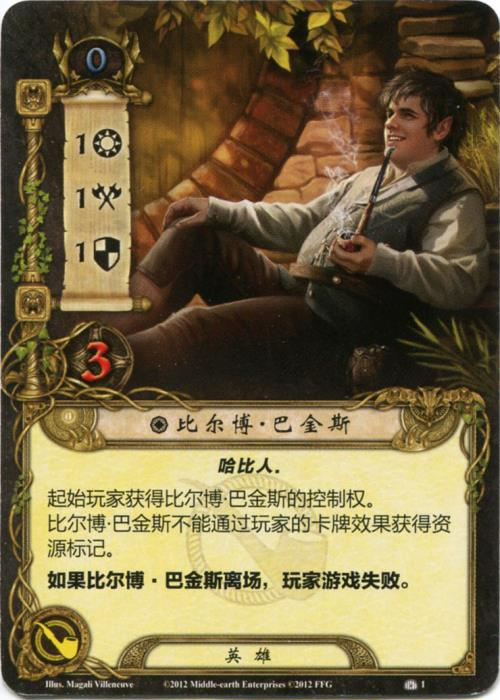 0
1
1
1
3
比尔博·巴金斯
哈比人.
起始玩家获得比尔博·巴金斯的控制权。
比尔博·巴金斯不能通过玩家的卡牌效果获得资
源标记。
如果比尔博·巴金斯离场，玩家游戏失败。
英雄
Illus. Magali Villeneuve ©2012 Middle-earth Enterprises ©2012 FFG 1